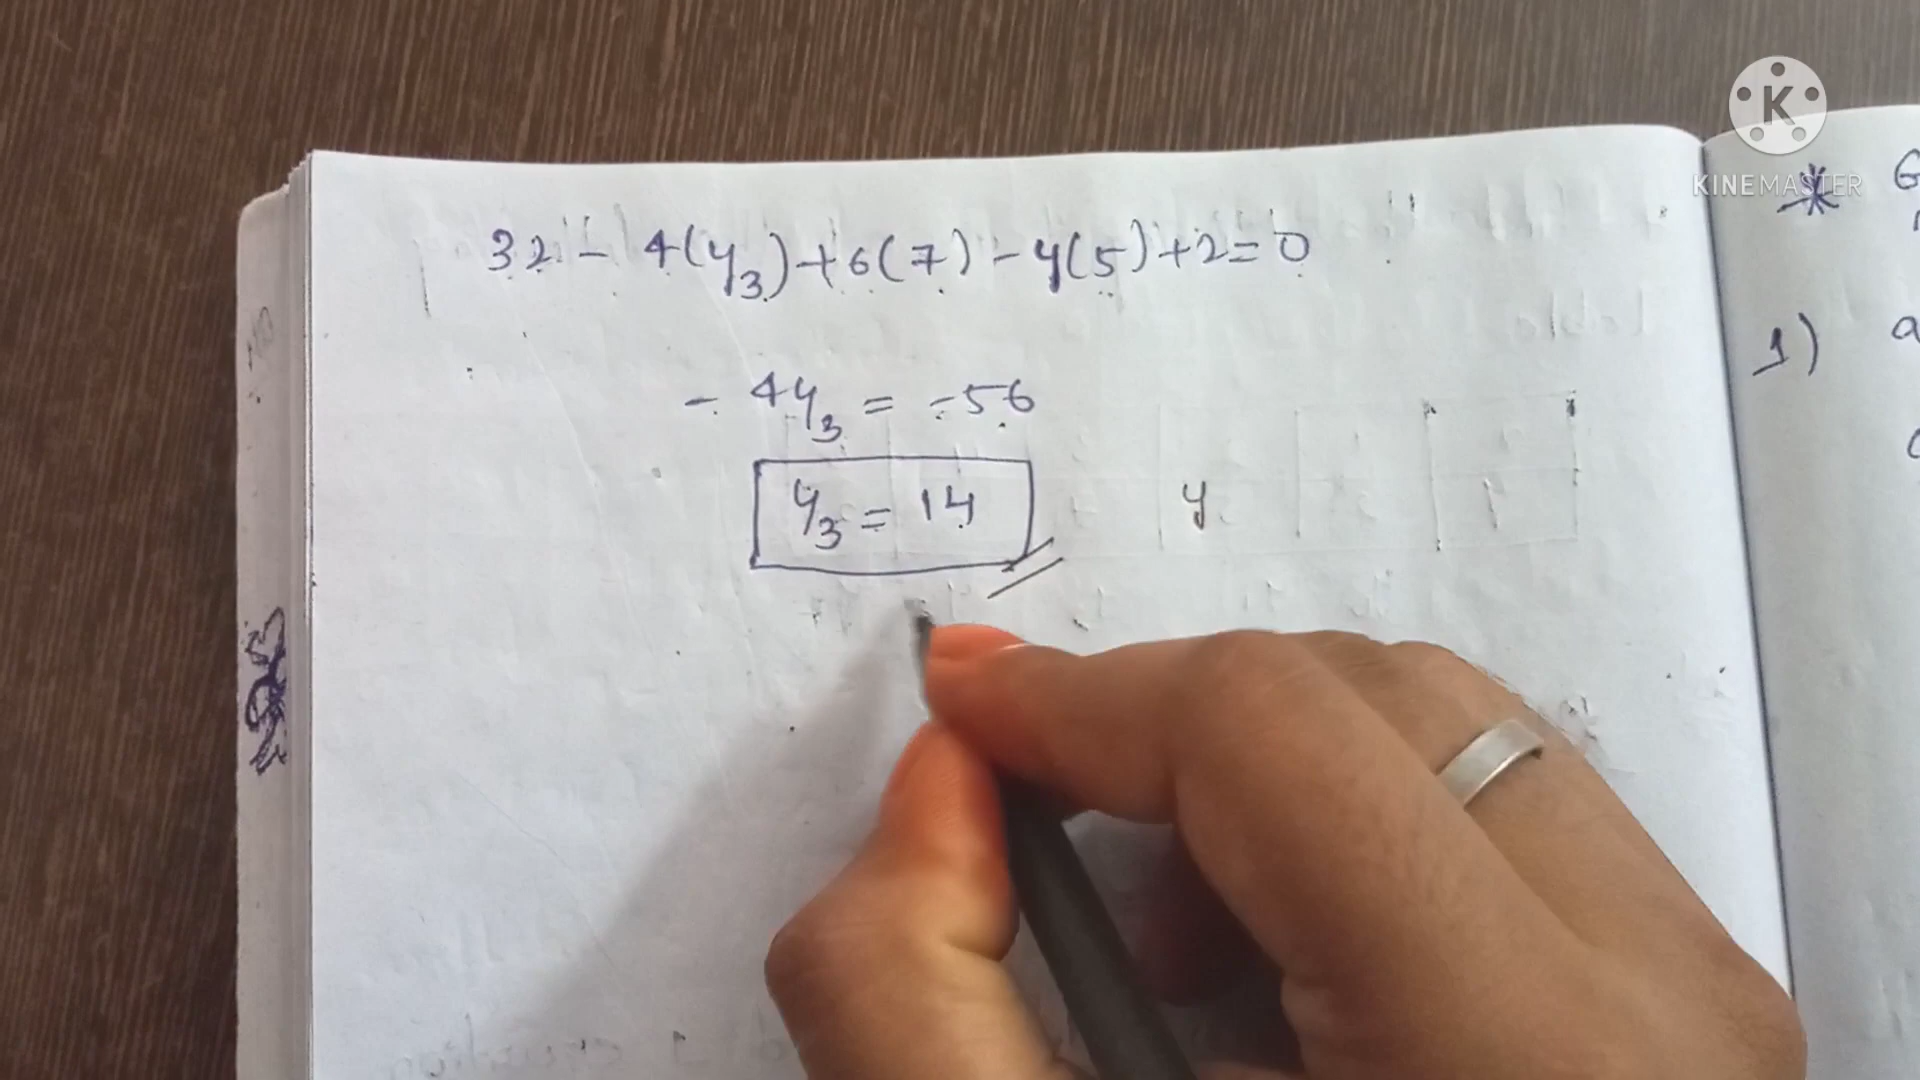 32 - 4(y₃) + 6(7) - 4(5) + 2 = 0
- 4y₃ = -56
y₃ = 14
y
* G
1) a
KINEMASTER